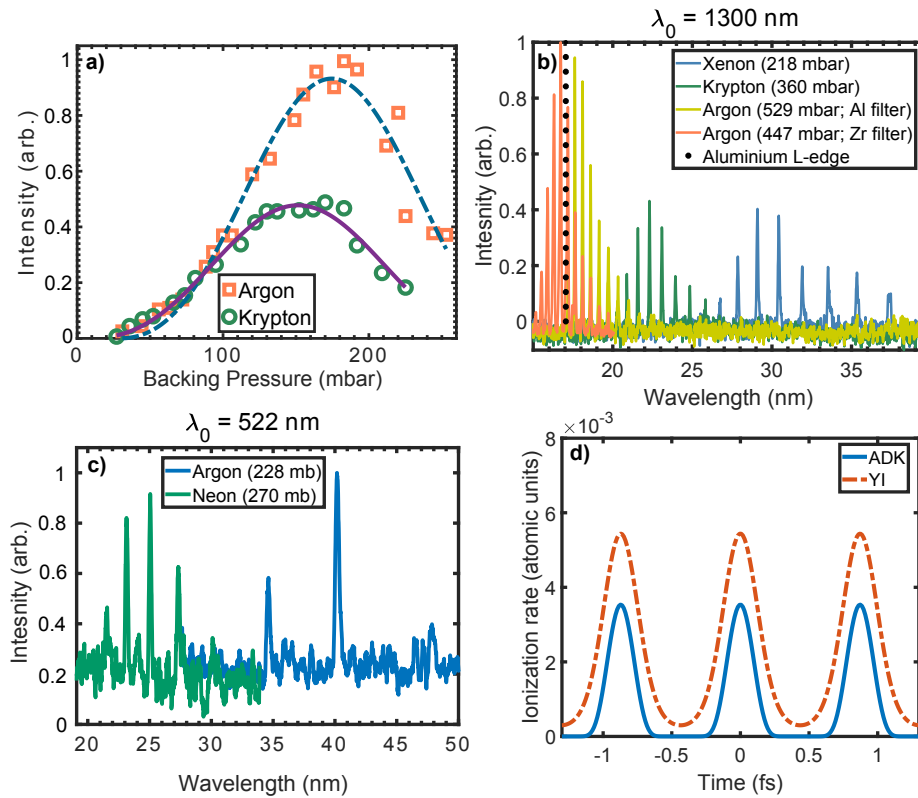 λ₀ = 1300 nm
a)
Intensity (arb.)
1
0.8
0.6
0.4
0.2
0
0
100
200
Backing Pressure (mbar)
Argon
Krypton
b)
Intesnity (arb.)
1
0.8
0.6
0.4
0.2
0
15
20
25
30
35
Wavelength (nm)
Xenon (218 mbar)
Krypton (360 mbar)
Argon (529 mbar; Al filter)
Argon (447 mbar; Zr filter)
Aluminium L-edge
λ₀ = 522 nm
c)
Intesnity (arb.)
1
0.8
0.6
0.4
0.2
0
20
25
30
35
40
45
50
Wavelength (nm)
Argon (228 mb)
Neon (270 mb)
×10⁻³
d)
Ionization rate (atomic units)
8
6
4
2
0
-1
-0.5
0
0.5
1
Time (fs)
ADK
YI